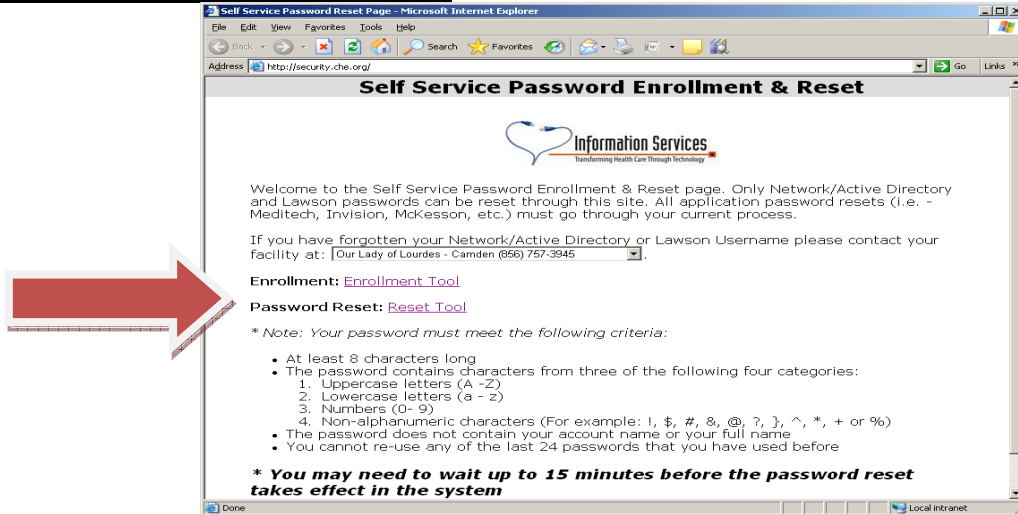 Self Service Password Reset Page - Microsoft Internet Explorer
File Edit View Favorites Tools Help
Back Search Favorites
Address http://security.che.org/ Go Links »
Self Service Password Enrollment & Reset
Information Services
Transforming Health Care Through Technology
Welcome to the Self Service Password Enrollment & Reset page. Only Network/Active Directory
and Lawson passwords can be reset through this site. All application password resets (i.e. -
Meditech, Invision, McKesson, etc.) must go through your current process.
If you have forgotten your Network/Active Directory or Lawson Username please contact your
facility at: Our Lady of Lourdes - Camden (856) 757-3945 .
Enrollment: Enrollment Tool
Password Reset: Reset Tool
* Note: Your password must meet the following criteria:
• At least 8 characters long
• The password contains characters from three of the following four categories:
1. Uppercase letters (A -Z)
2. Lowercase letters (a - z)
3. Numbers (0- 9)
4. Non-alphanumeric characters (For example: !, $, #, &, @, ?, }, ^, *, + or %)
• The password does not contain your account name or your full name
• You cannot re-use any of the last 24 passwords that you have used before
* You may need to wait up to 15 minutes before the password reset
takes effect in the system
Done Local intranet